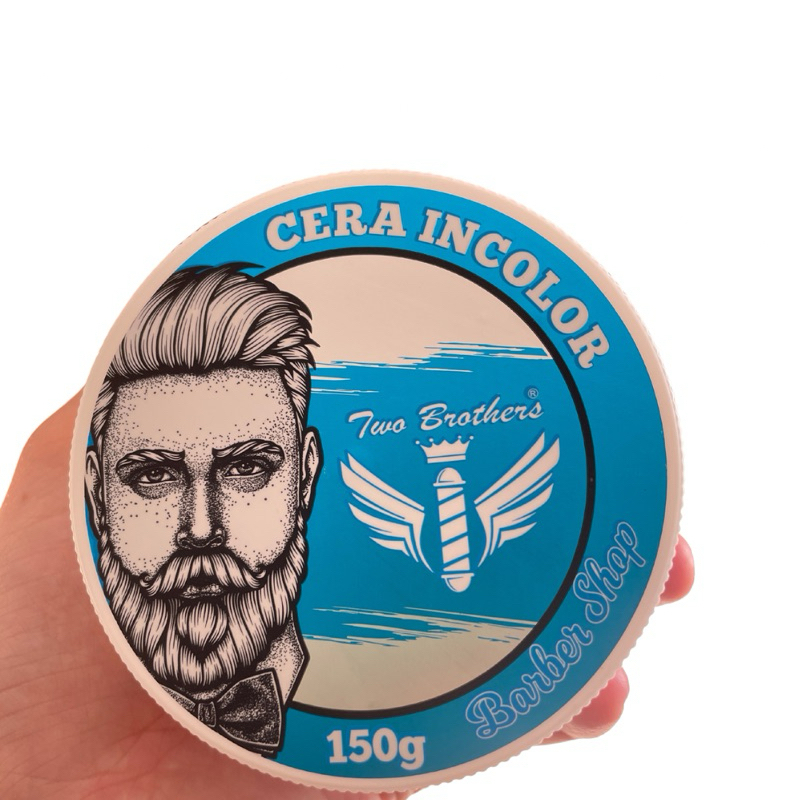 CERA INCOLOR
Two Brothers®
Barber Shop
150g